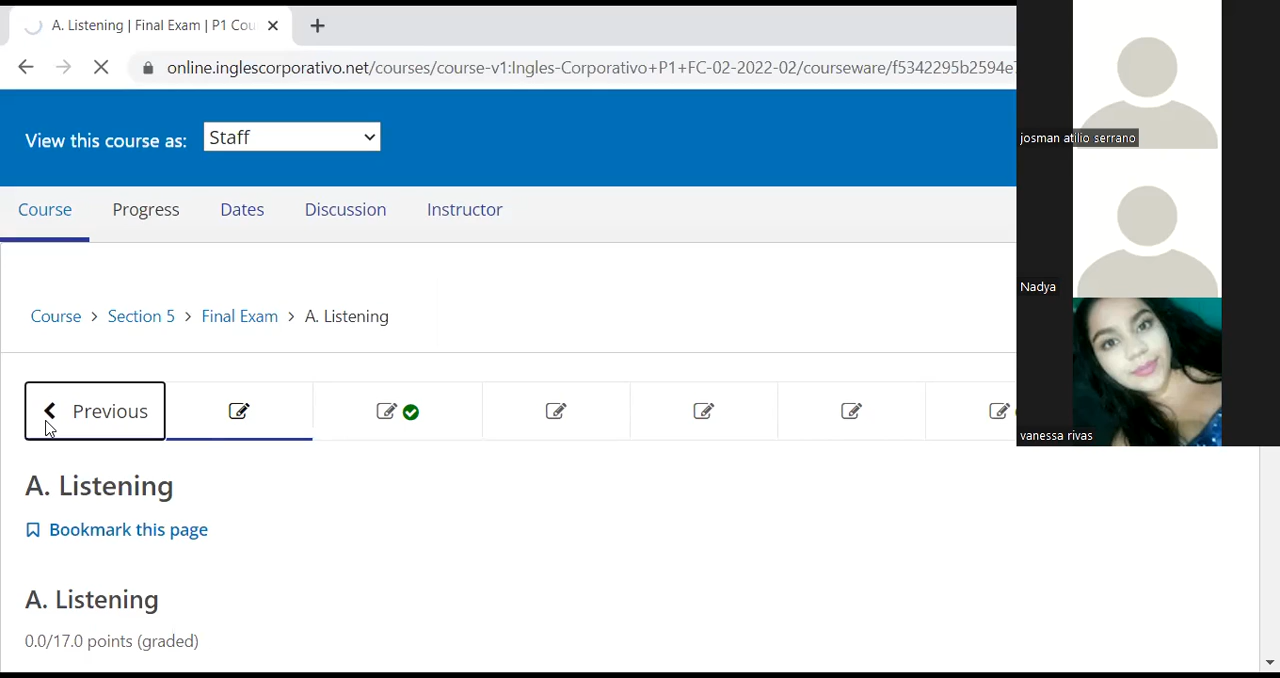 A. Listening | Final Exam | P1 Cou
online.inglescorporativo.net/courses/course-v1:Ingles-Corporativo+P1+FC-02-2022-02/courseware/f5342295b2594e
View this course as: Staff
Course Progress Dates Discussion Instructor
Course > Section 5 > Final Exam > A. Listening
Previous
A. Listening
Bookmark this page
A. Listening
0.0/17.0 points (graded)
josman atilio serrano
Nadya
vanessa rivas